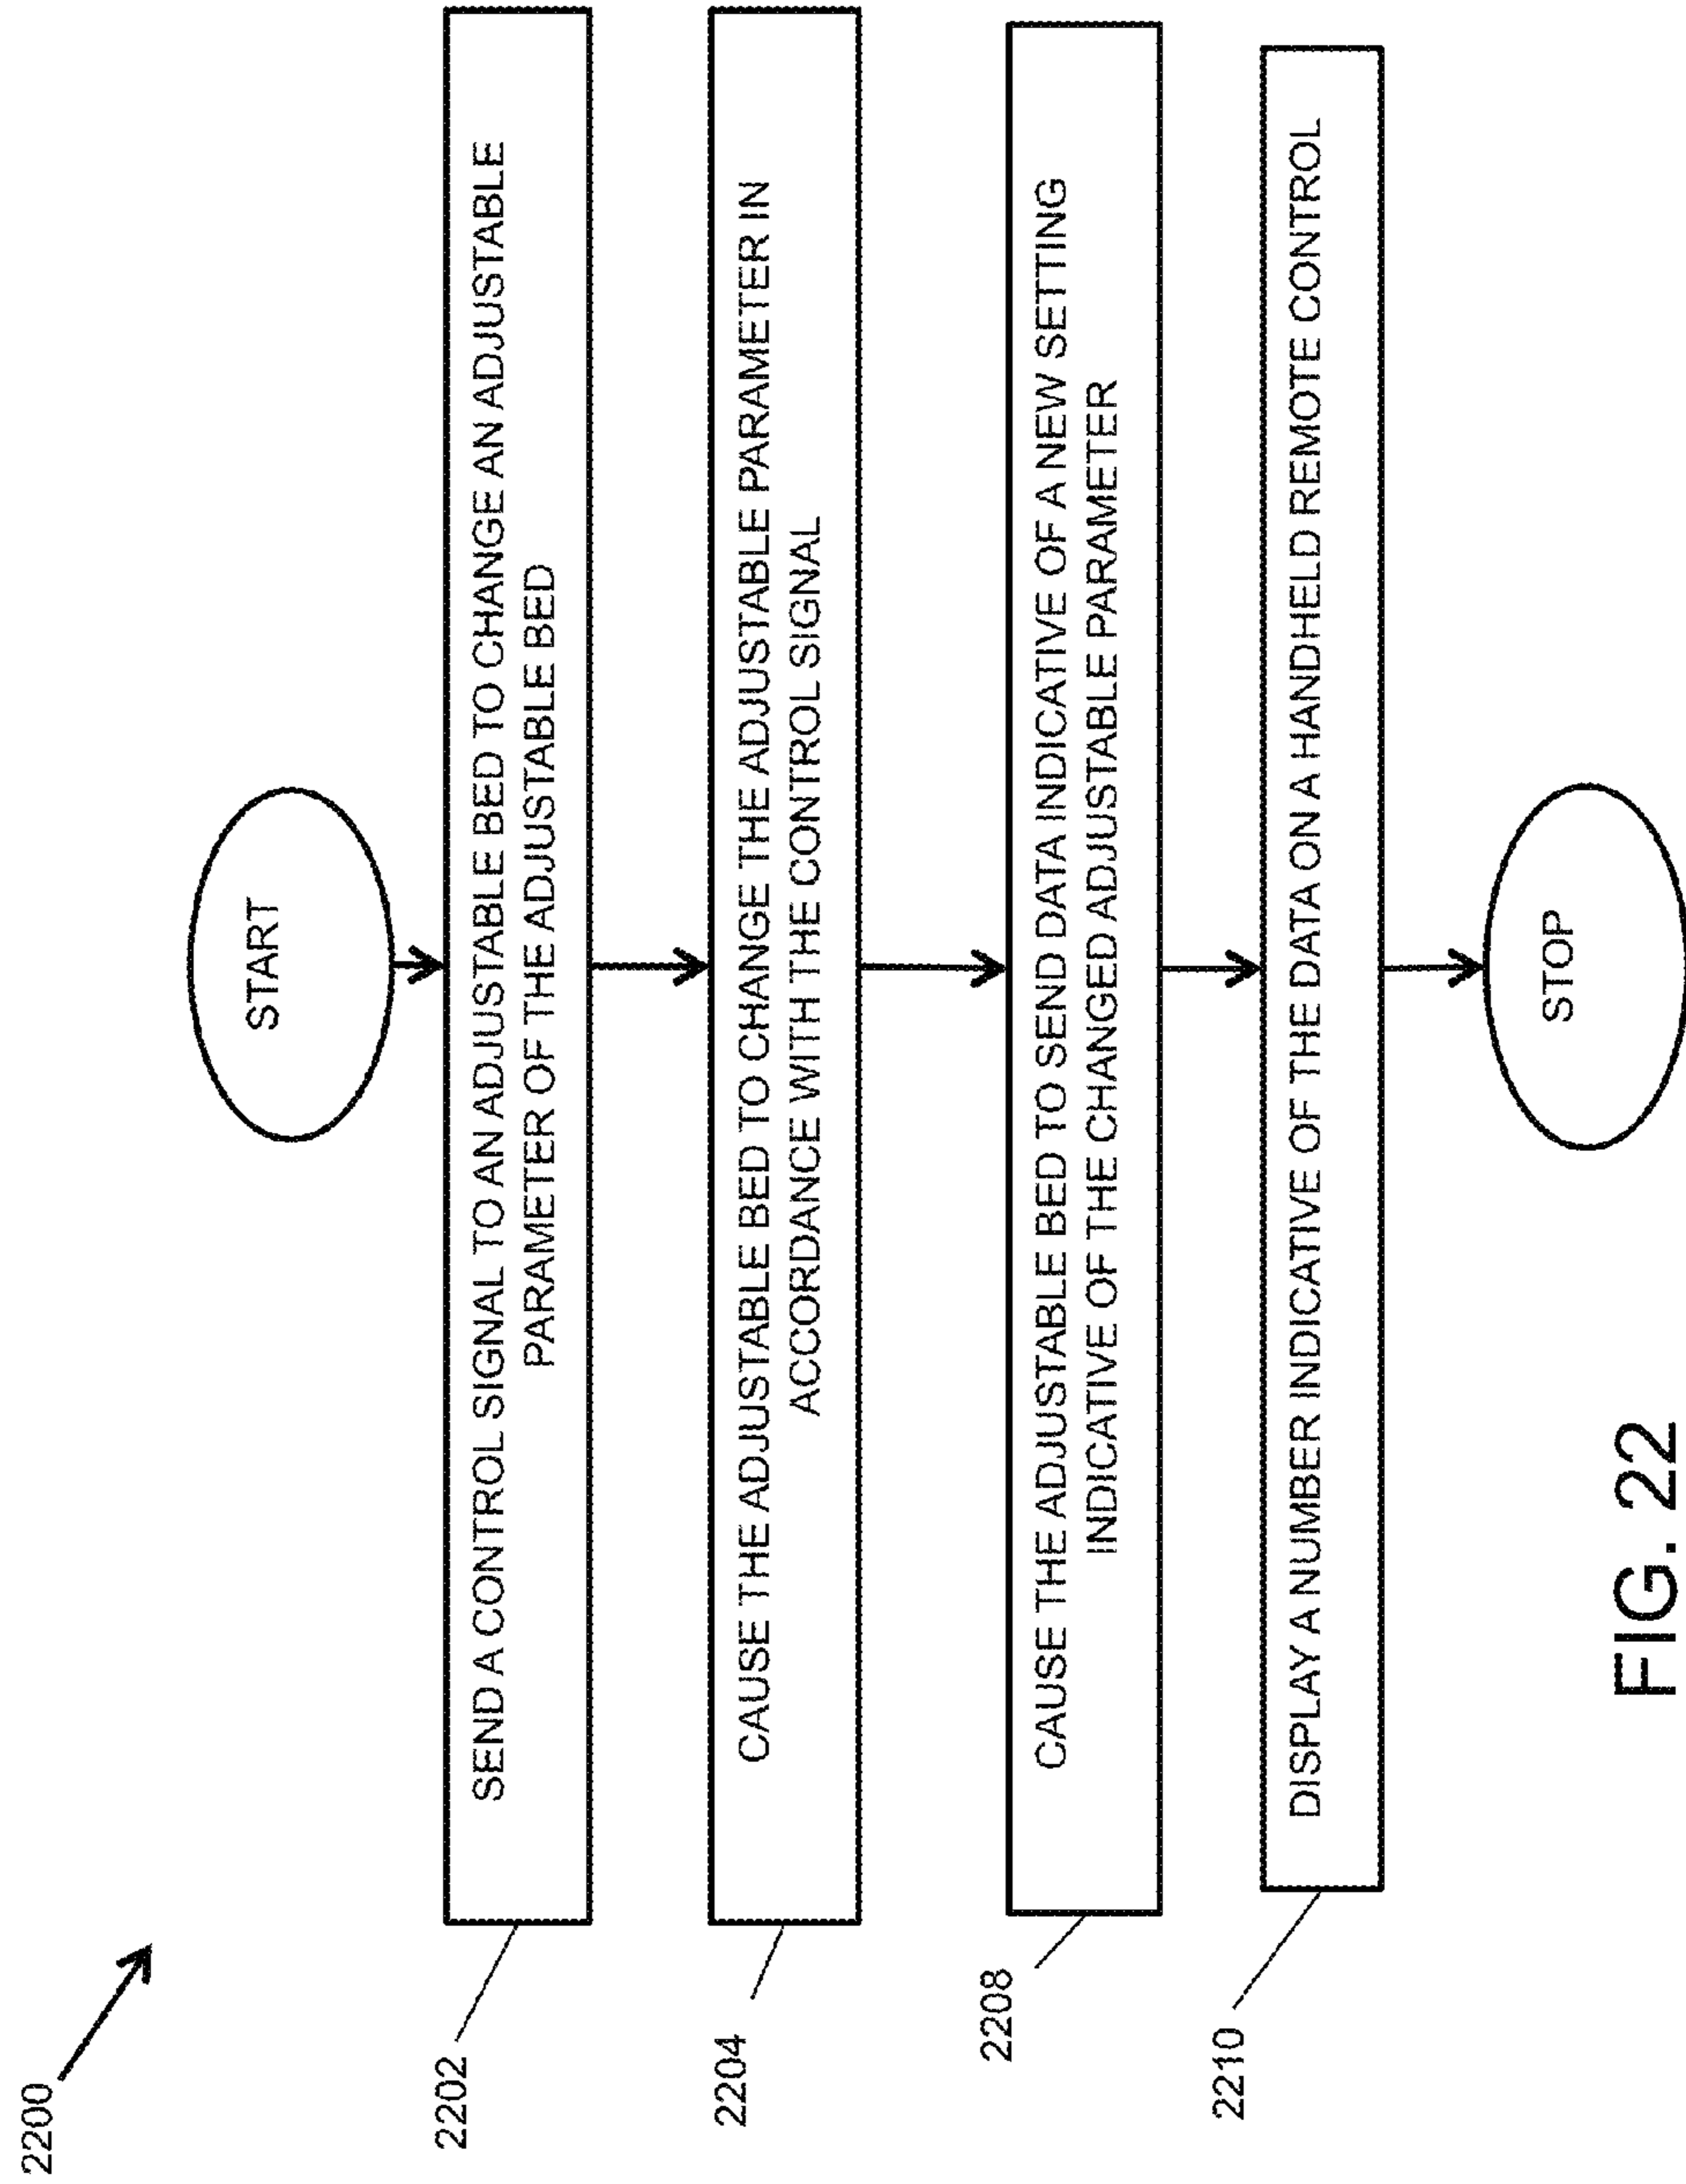 2200
START
2202
SEND A CONTROL SIGNAL TO AN ADJUSTABLE BED TO CHANGE AN ADJUSTABLE
PARAMETER OF THE ADJUSTABLE BED
2204
CAUSE THE ADJUSTABLE BED TO CHANGE THE ADJUSTABLE PARAMETER IN
ACCORDANCE WITH THE CONTROL SIGNAL
2208
CAUSE THE ADJUSTABLE BED TO SEND DATA INDICATIVE OF A NEW SETTING
INDICATIVE OF THE CHANGED ADJUSTABLE PARAMETER
2210
DISPLAY A NUMBER INDICATIVE OF THE DATA ON A HANDHELD REMOTE CONTROL
STOP
FIG. 22